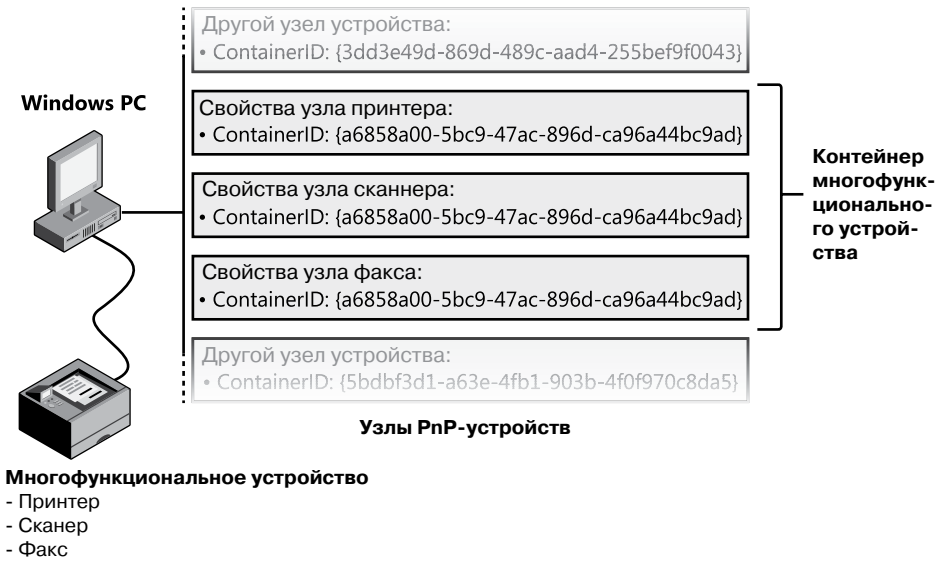 Другой узел устройства:
• ContainerID: {3dd3e49d-869d-489c-aad4-255bef9f0043}
Windows PC
Свойства узла принтера:
• ContainerID: {a6858a00-5bc9-47ac-896d-ca96a44bc9ad}
Свойства узла сканнера:
• ContainerID: {a6858a00-5bc9-47ac-896d-ca96a44bc9ad}
Свойства узла факса:
• ContainerID: {a6858a00-5bc9-47ac-896d-ca96a44bc9ad}
Контейнер
многофунк-
ционально-
го устрой-
ства
Другой узел устройства:
• ContainerID: {5bdbf3d1-a63e-4fb1-903b-4f0f970c8da5}
Узлы PnP-устройств
Многофункциональное устройство
- Принтер
- Сканер
- Факс